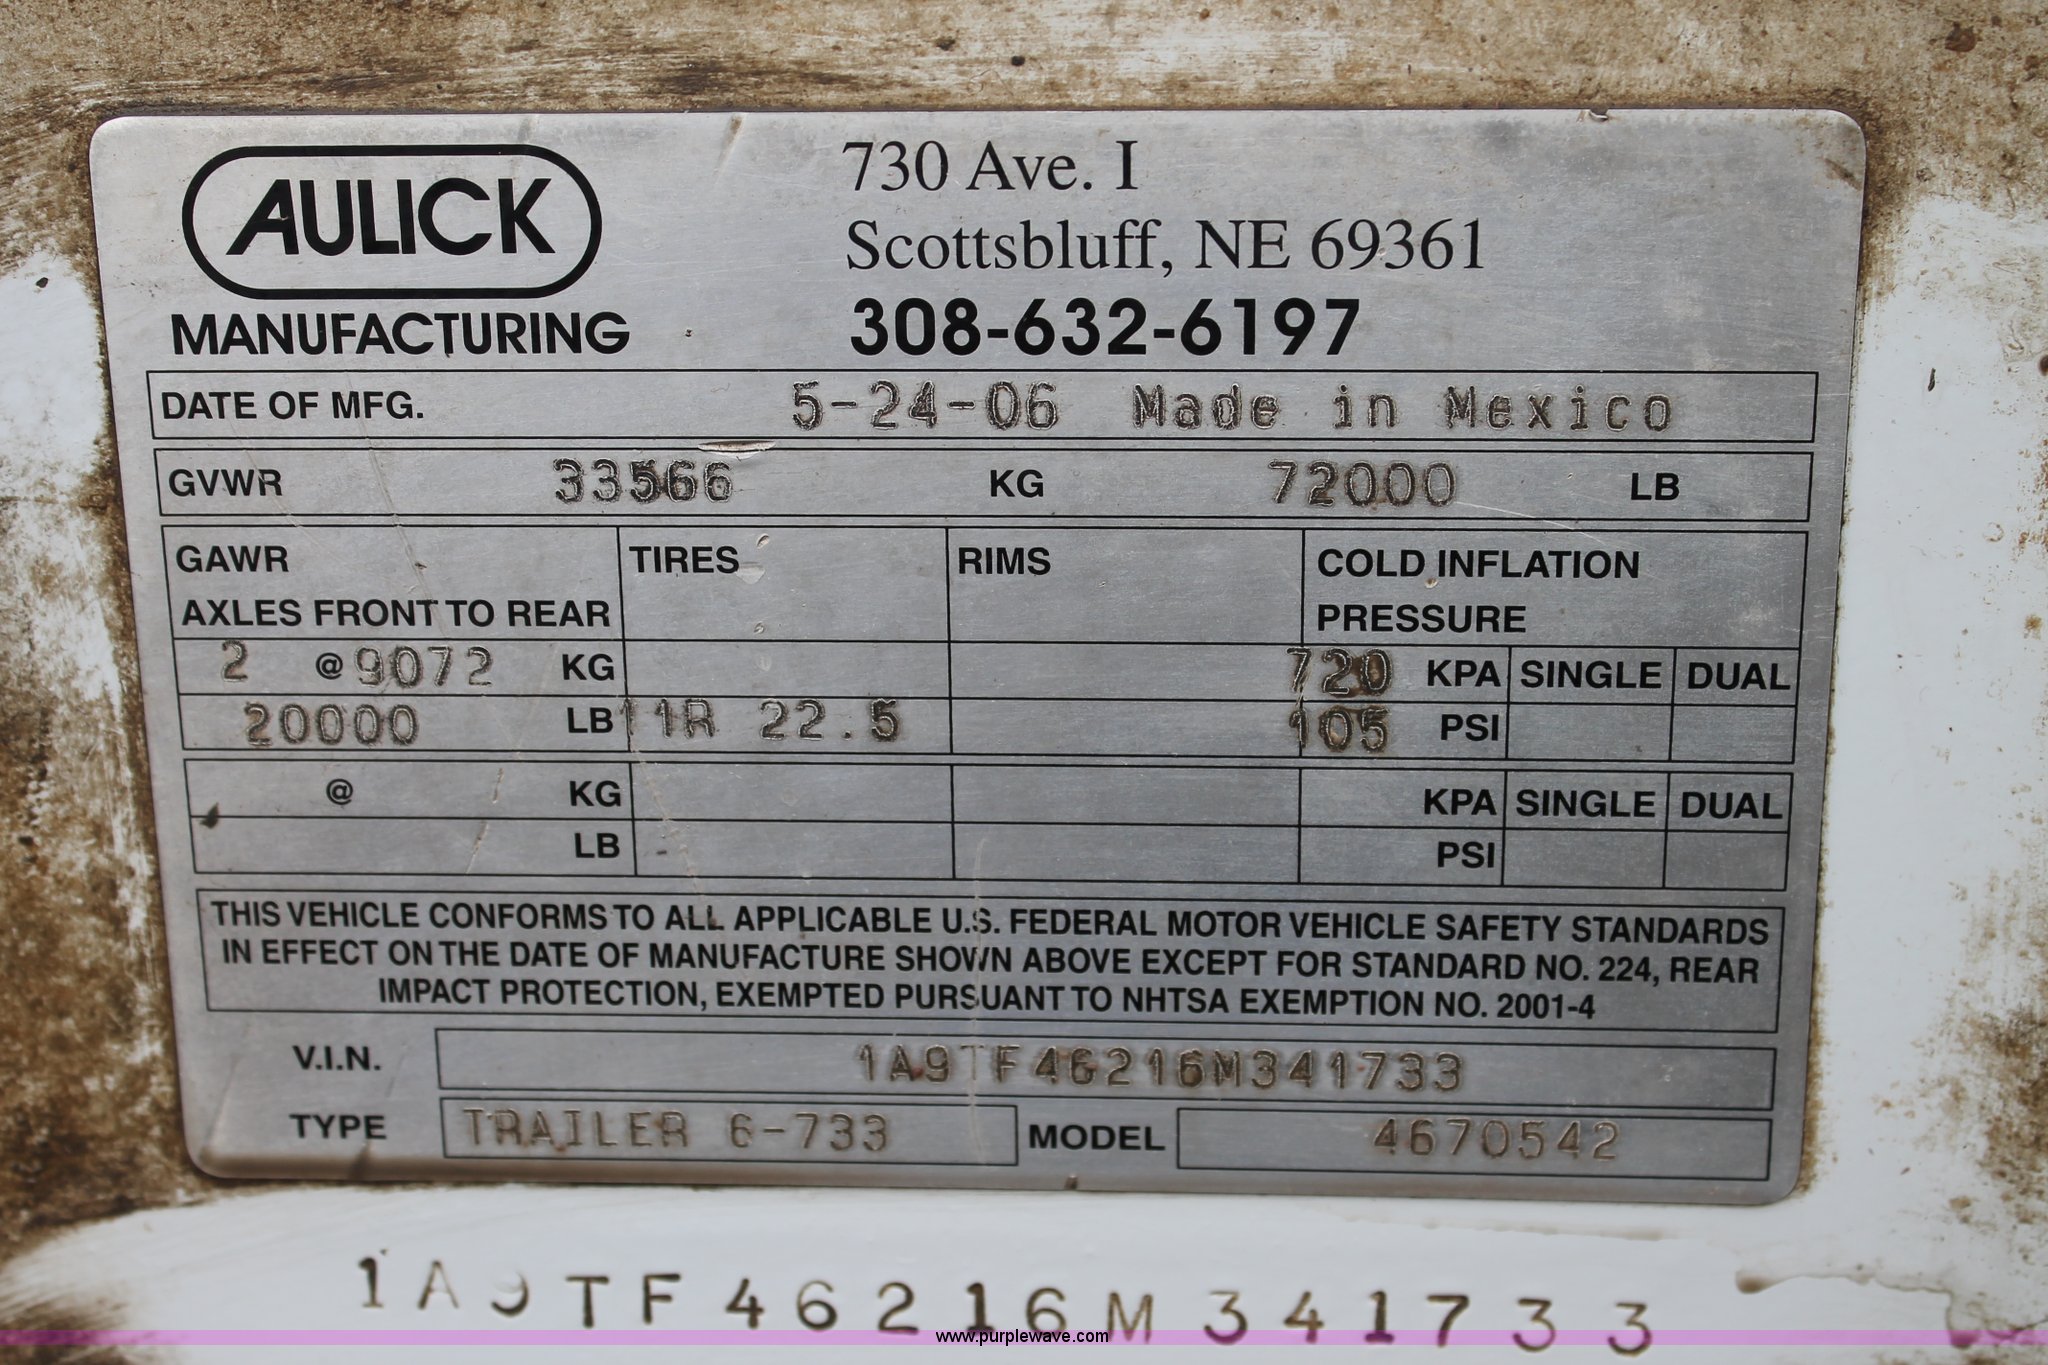 AULICK
MANUFACTURING
730 Ave. I
Scottsbluff, NE 69361
308-632-6197
DATE OF MFG. 5-24-06 Made in Mexico
GVWR 33566 KG 72000 LB
GAWR TIRES RIMS COLD INFLATION
AXLES FRONT TO REAR PRESSURE
2 @ 9072 KG 720 KPA SINGLE DUAL
20000 LB 11R 22.5 105 PSI
@ KG KPA SINGLE DUAL
LB PSI
THIS VEHICLE CONFORMS TO ALL APPLICABLE U.S. FEDERAL MOTOR VEHICLE SAFETY STANDARDS
IN EFFECT ON THE DATE OF MANUFACTURE SHOWN ABOVE EXCEPT FOR STANDARD NO. 224, REAR
IMPACT PROTECTION, EXEMPTED PURSUANT TO NHTSA EXEMPTION NO. 2001-4
V.I.N. 1A9TF46216M341733
TYPE TRAILER 6-733 MODEL 4670542
1A9TF46216M341733
www.purplewave.com